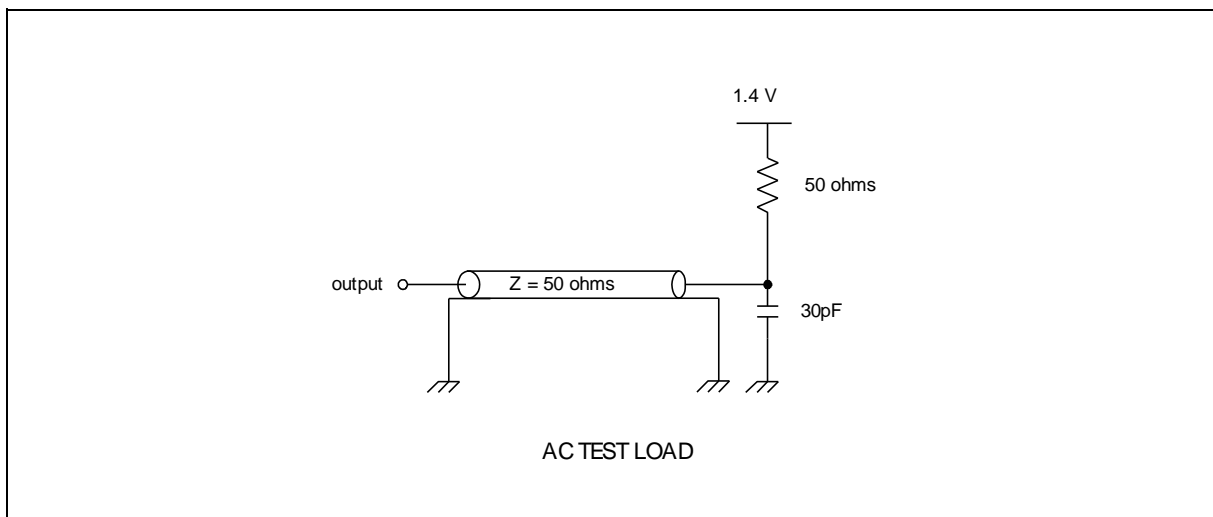 1.4 V
50 ohms
output
Z = 50 ohms
30pF
AC TEST LOAD